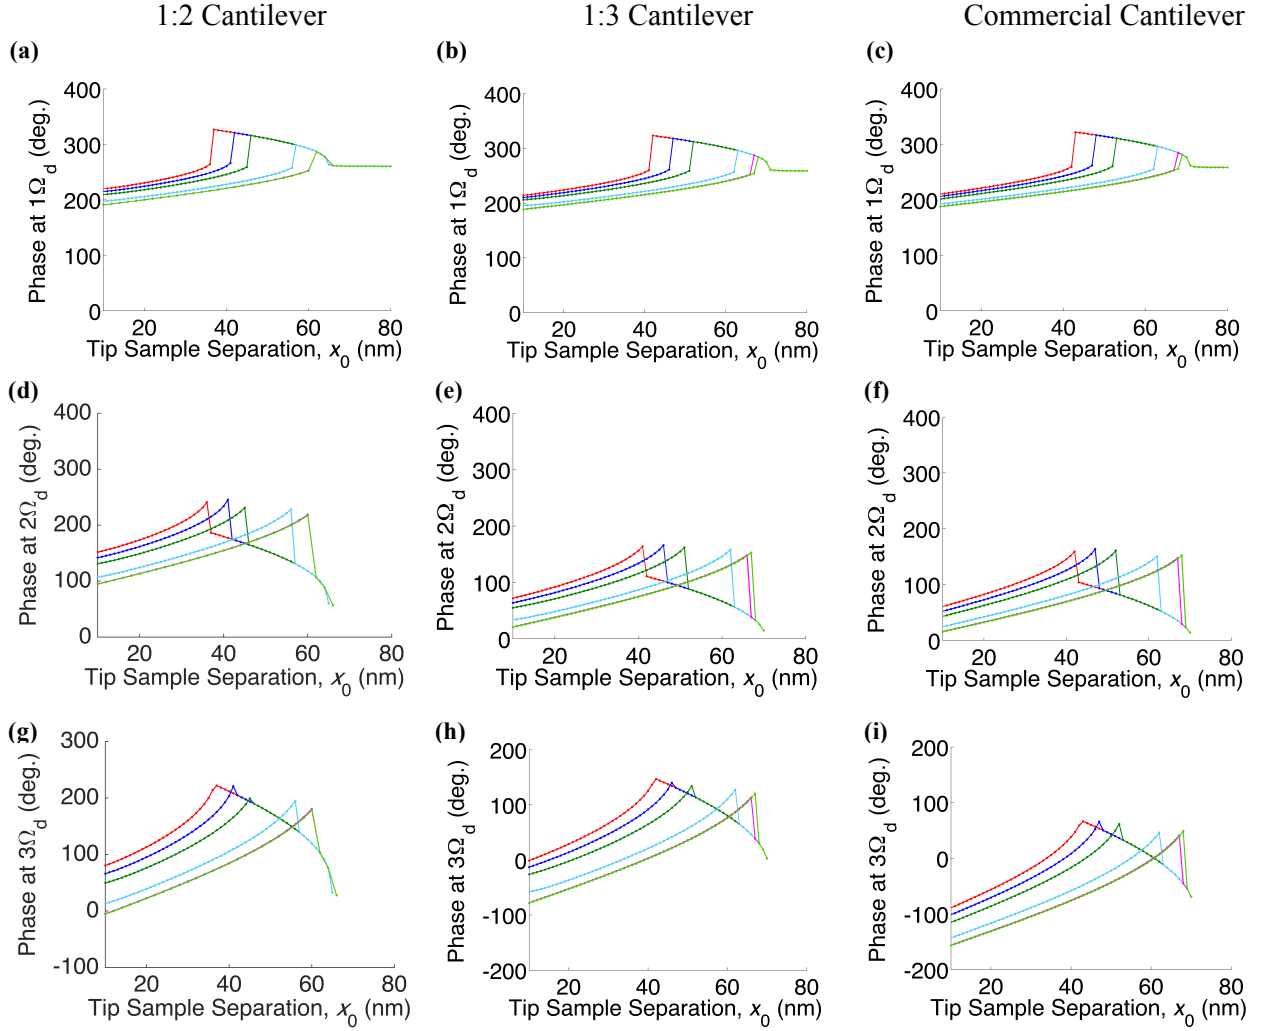 1:2 Cantilever
1:3 Cantilever
Commercial Cantilever
(a)
(b)
(c)
400
300
200
100
0
Phase at 1Ω_d (deg.)
20 40 60 80
Tip Sample Separation, x_0 (nm)
400
300
200
100
0
Phase at 1Ω_d (deg.)
20 40 60 80
Tip Sample Separation, x_0 (nm)
400
300
200
100
0
Phase at 1Ω_d (deg.)
20 40 60 80
Tip Sample Separation, x_0 (nm)
(d)
(e)
(f)
400
300
200
100
0
Phase at 2Ω_d (deg.)
20 40 60 80
Tip Sample Separation, x_0 (nm)
400
300
200
100
0
Phase at 2Ω_d (deg.)
20 40 60 80
Tip Sample Separation, x_0 (nm)
400
300
200
100
0
Phase at 2Ω_d (deg.)
20 40 60 80
Tip Sample Separation, x_0 (nm)
(g)
(h)
(i)
300
200
100
0
-100
Phase at 3Ω_d (deg.)
20 40 60 80
Tip Sample Separation, x_0 (nm)
200
100
0
-100
-200
Phase at 3Ω_d (deg.)
20 40 60 80
Tip Sample Separation, x_0 (nm)
200
100
0
-100
-200
Phase at 3Ω_d (deg.)
20 40 60 80
Tip Sample Separation, x_0 (nm)